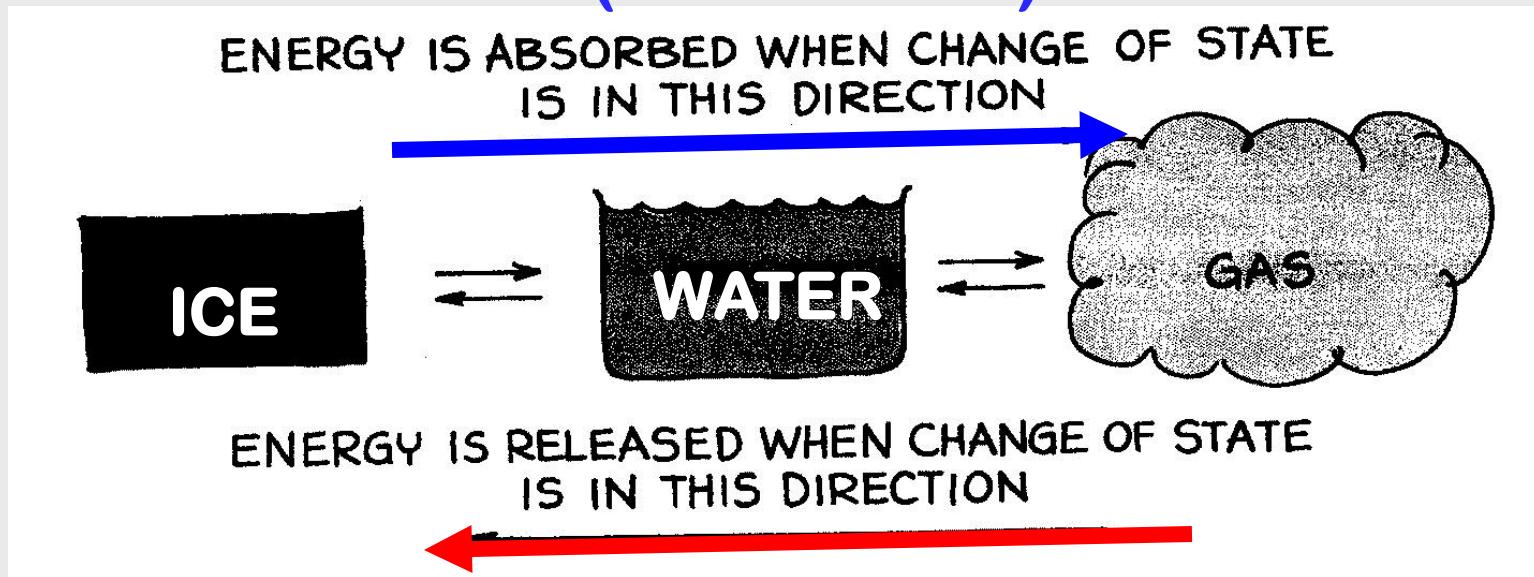 ENERGY IS ABSORBED WHEN CHANGE OF STATE
IS IN THIS DIRECTION
ICE
WATER
GAS
ENERGY IS RELEASED WHEN CHANGE OF STATE
IS IN THIS DIRECTION